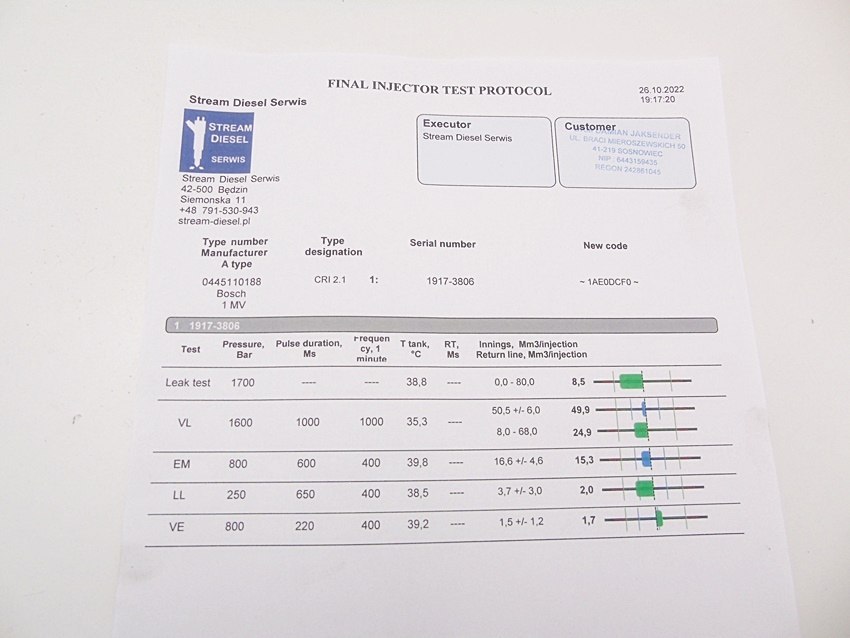 FINAL INJECTOR TEST PROTOCOL
26.10.2022
19:17:20
Stream Diesel Serwis
STREAM
DIESEL
SERWIS
Stream Diesel Serwis
42-500 Będzin
Siemonska 11
+48 791-530-943
stream-diesel.pl
Executor
Stream Diesel Serwis
Customer
JAKSENDER
UL. BRACI MIEROSZEWSKICH 60
41-219 SOSNOWIEC
NIP : 6443159435
REGON 242861045
Type number
Manufacturer
A type
Type
designation
Serial number
New code
0445110188
Bosch
1 MV
CRI 2.1
1:
1917-3806
~ 1AE0DCF0 ~
1 1917-3806
Test
Pressure,
Bar
Pulse duration,
Ms
Frequen
cy, 1
minute
T tank,
°C
RT,
Ms
Innings, Mm3/injection
Return line, Mm3/injection
Leak test 1700 ---- ---- 38,8 ---- 0,0 - 80,0 8,5
VL 1600 1000 1000 35,3 ---- 50,5 +/- 6,0 49,9
8,0 - 68,0 24,9
EM 800 600 400 39,8 ---- 16,6 +/- 4,6 15,3
LL 250 650 400 38,5 ---- 3,7 +/- 3,0 2,0
VE 800 220 400 39,2 ---- 1,5 +/- 1,2 1,7